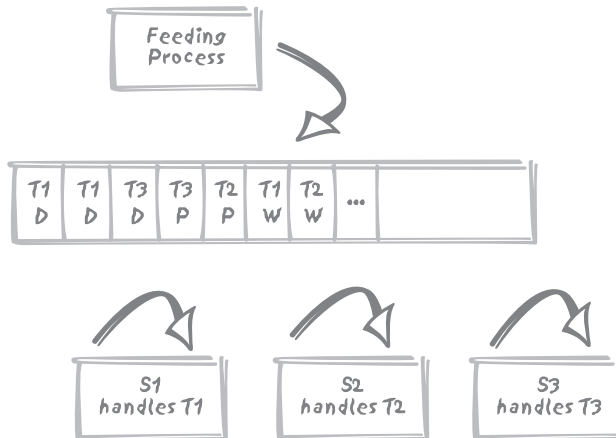 Feeding
Process
T1 T1 T3 T3 T2 T1 T2 ...
D D D P P W W
S1
handles T1
S2
handles T2
S3
handles T3